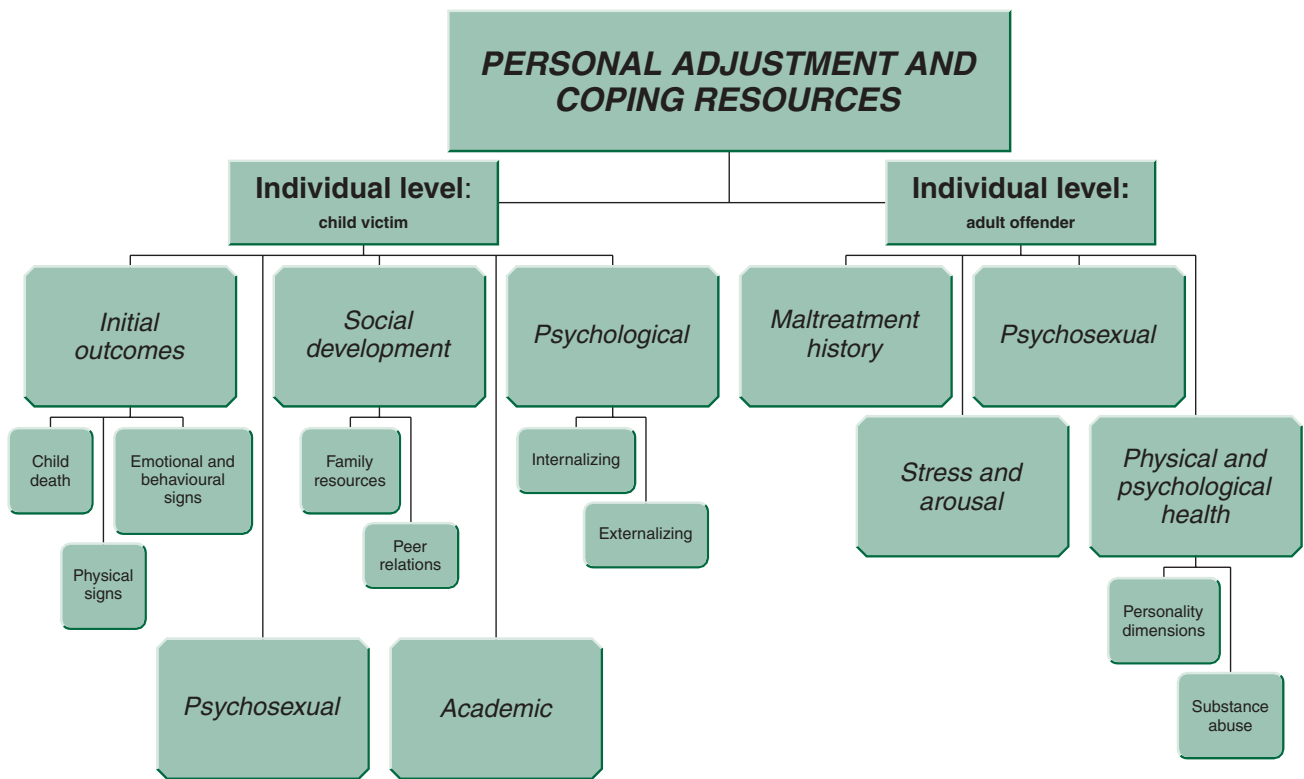 PERSONAL ADJUSTMENT AND
COPING RESOURCES
Individual level:
child victim
Individual level:
adult offender
Initial
outcomes
Social
development
Psychological
Maltreatment
history
Psychosexual
Child
death
Emotional and
behavioural
signs
Physical
signs
Family
resources
Peer
relations
Internalizing
Externalizing
Stress and
arousal
Physical and
psychological
health
Personality
dimensions
Substance
abuse
Psychosexual
Academic